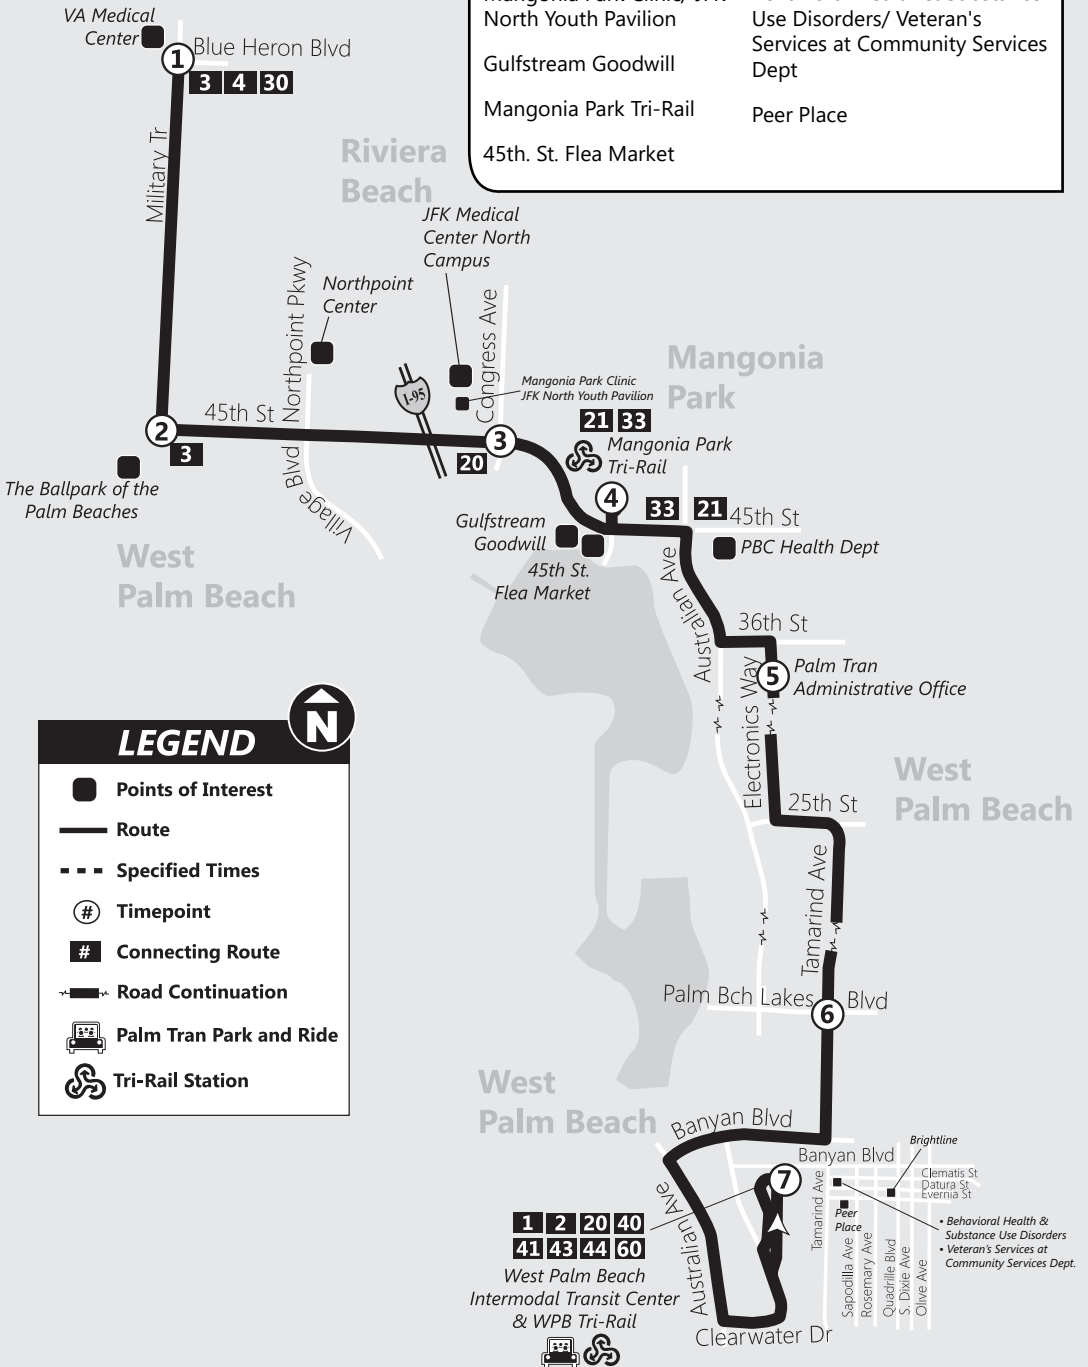 Mangonia Park Clinic, JFK
North Youth Pavilion
Gulfstream Goodwill
Mangonia Park Tri-Rail
45th. St. Flea Market
Use Disorders/ Veteran's
Services at Community Services
Dept
Peer Place
VA Medical
Center
1
Blue Heron Blvd
3 4 30
Military Tr
Riviera
Beach
JFK Medical
Center North
Campus
Northpoint
Center
Northpoint Pkwy
Congress Ave
I-95
Mangonia Park Clinic
JFK North Youth Pavilion
Mangonia
Park
21 33
Mangonia Park
Tri-Rail
45th St
2
3
The Ballpark of the
Palm Beaches
Village Blvd
20
3
4
33
21
45th St
Gulfstream
Goodwill
45th St.
Flea Market
PBC Health Dept
West
Palm Beach
Australian Ave
36th St
5
Palm Tran
Administrative Office
Electronics Way
25th St
West
Palm Beach
Tamarind Ave
N
LEGEND
Points of Interest
Route
Specified Times
# Timepoint
# Connecting Route
Road Continuation
Palm Tran Park and Ride
Tri-Rail Station
Palm Bch Lakes Blvd
6
West
Palm Beach
Banyan Blvd
Banyan Blvd
Brightline
7
Clematis St
Datura St
Evernia St
Australian Ave
Tamarind Ave
Peer
Place
• Behavioral Health &
Substance Use Disorders
• Veteran's Services at
Community Services Dept.
Sapodilla Ave
Rosemary Ave
Quadrille Blvd
S. Dixie Ave
Olive Ave
1 2 20 40
41 43 44 60
West Palm Beach
Intermodal Transit Center
& WPB Tri-Rail
Clearwater Dr